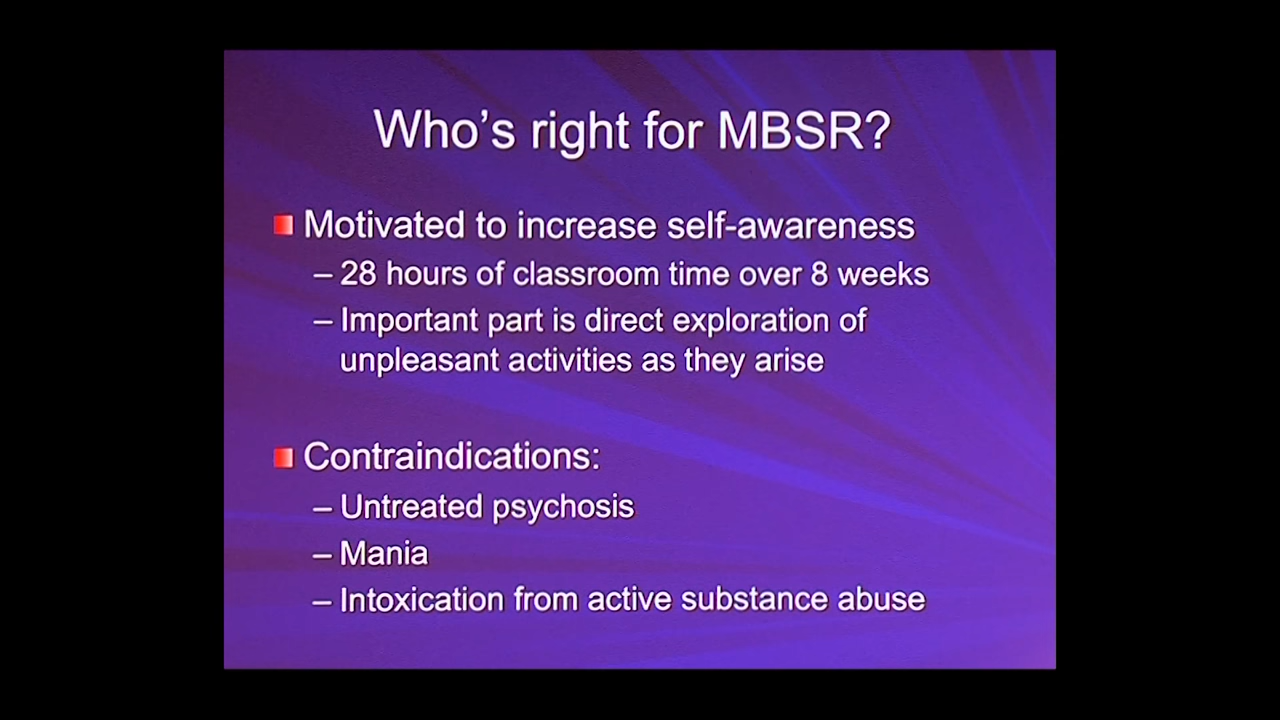 Who's right for MBSR?
Motivated to increase self-awareness
– 28 hours of classroom time over 8 weeks
– Important part is direct exploration of
unpleasant activities as they arise
Contraindications:
– Untreated psychosis
– Mania
– Intoxication from active substance abuse